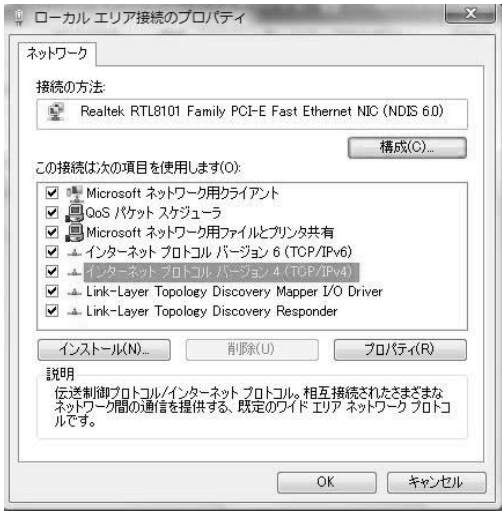 ローカル エリア接続のプロパティ
ネットワーク
接続の方法:
Realtek RTL8101 Family PCI-E Fast Ethernet NIC (NDIS 6.0)
構成(C)...
この接続は次の項目を使用します(O):
Microsoft ネットワーク用クライアント
QoS パケット スケジューラ
Microsoft ネットワーク用ファイルとプリンタ共有
インターネット プロトコル バージョン 6 (TCP/IPv6)
インターネット プロトコル バージョン 4 (TCP/IPv4)
Link-Layer Topology Discovery Mapper I/O Driver
Link-Layer Topology Discovery Responder
インストール(N)...
削除(U)
プロパティ(R)
説明
伝送制御プロトコル/インターネット プロトコル。相互接続されたさまざまな
ネットワーク間の通信を提供する、既定のワイド エリア ネットワーク プロトコ
ルです。
OK
キャンセル